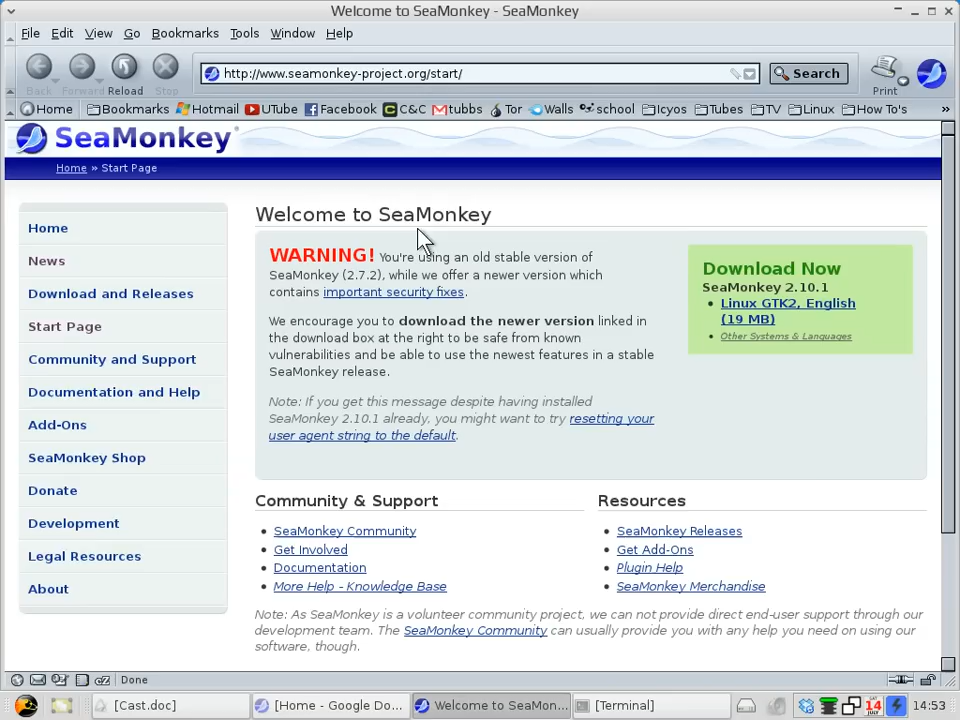 Welcome to SeaMonkey - SeaMonkey
File Edit View Go Bookmarks Tools Window Help
Back Forward Reload Stop http://www.seamonkey-project.org/start/ Search Print
Home Bookmarks Hotmail UTube Facebook C&C tubbs Tor Walls school Icyos Tubes TV Linux How To's »
SeaMonkey®
Home » Start Page
Home
News
Download and Releases
Start Page
Community and Support
Documentation and Help
Add-Ons
SeaMonkey Shop
Donate
Development
Legal Resources
About
Welcome to SeaMonkey
WARNING! You're using an old stable version of
SeaMonkey (2.7.2), while we offer a newer version which
contains important security fixes.
We encourage you to download the newer version linked in
the download box at the right to be safe from known
vulnerabilities and be able to use the newest features in a stable
SeaMonkey release.
Note: If you get this message despite having installed
SeaMonkey 2.10.1 already, you might want to try resetting your
user agent string to the default.
Download Now
SeaMonkey 2.10.1
• Linux GTK2, English
(19 MB)
• Other Systems & Languages
Community & Support
• SeaMonkey Community
• Get Involved
• Documentation
• More Help - Knowledge Base
Resources
• SeaMonkey Releases
• Get Add-Ons
• Plugin Help
• SeaMonkey Merchandise
Note: As SeaMonkey is a volunteer community project, we can not provide direct end-user support through our
development team. The SeaMonkey Community can usually provide you with any help you need on using our
software, though.
Done
[Cast.doc] [Home - Google Do... Welcome to SeaMon... [Terminal] 14 14:53